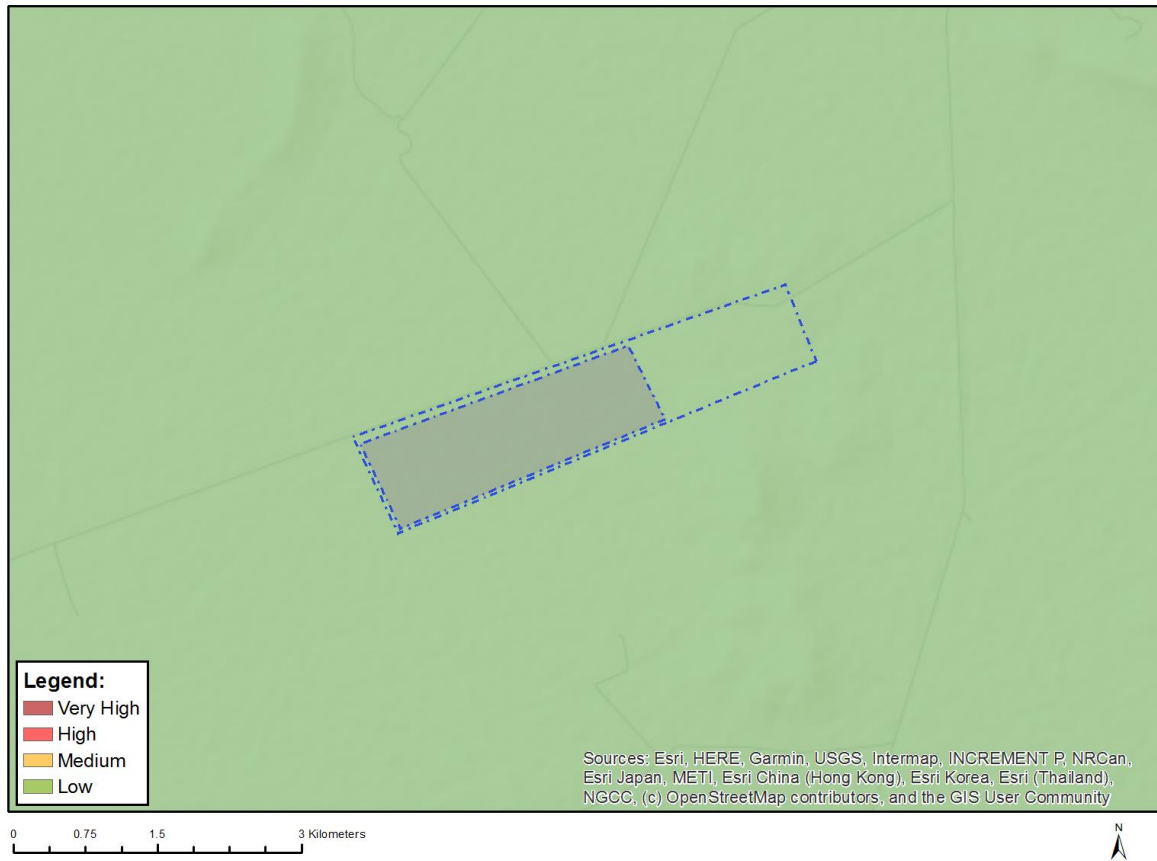 Legend:
Very High
High
Medium
Low
Sources: Esri, HERE, Garmin, USGS, Intermap, INCREMENT P, NRCan,
Esri Japan, METI, Esri China (Hong Kong), Esri Korea, Esri (Thailand),
NGCC, (c) OpenStreetMap contributors, and the GIS User Community
0 0.75 1.5 3 Kilometers
N